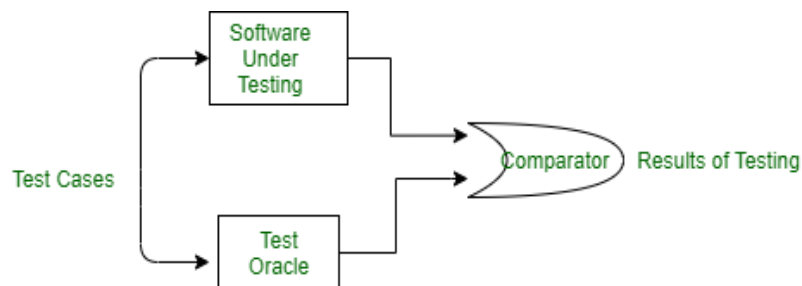 Software
Under
Testing
Test Cases
Comparator
Results of Testing
Test
Oracle